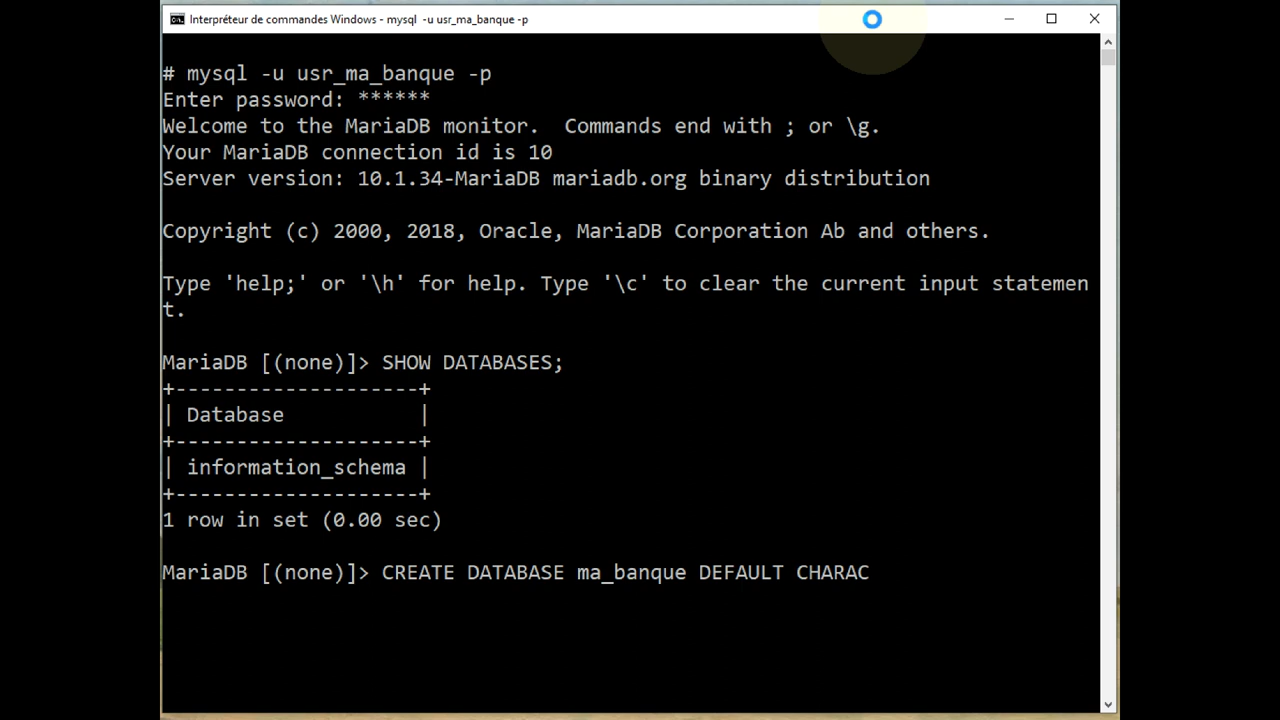 Interpréteur de commandes Windows - mysql -u usr_ma_banque -p
# mysql -u usr_ma_banque -p
Enter password: ******
Welcome to the MariaDB monitor.  Commands end with ; or \g.
Your MariaDB connection id is 10
Server version: 10.1.34-MariaDB mariadb.org binary distribution
Copyright (c) 2000, 2018, Oracle, MariaDB Corporation Ab and others.
Type 'help;' or '\h' for help. Type '\c' to clear the current input statemen
t.
MariaDB [(none)]> SHOW DATABASES;
+--------------------+
| Database           |
+--------------------+
| information_schema |
+--------------------+
1 row in set (0.00 sec)
MariaDB [(none)]> CREATE DATABASE ma_banque DEFAULT CHARAC